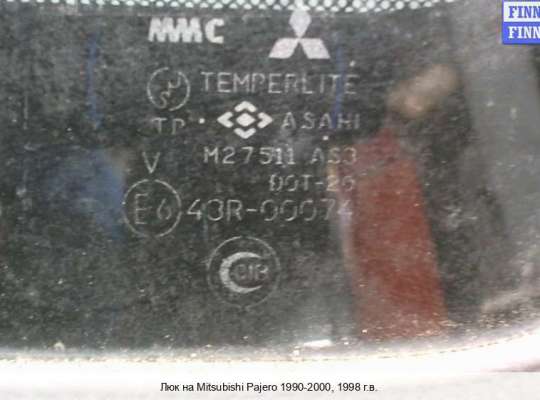 MMC
TEMPERLITE
TP ASAHI
M27511 AS3
V
DOT-20
E6 43R-00074
FINN
FINN
Люк на Mitsubishi Pajero 1990-2000, 1998 г.в.